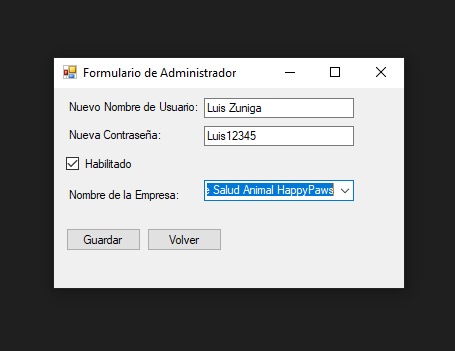 Formulario de Administrador
Nuevo Nombre de Usuario: Luis Zuniga
Nueva Contraseña: Luis12345
Habilitado
Nombre de la Empresa: Salud Animal HappyPaws
Guardar Volver